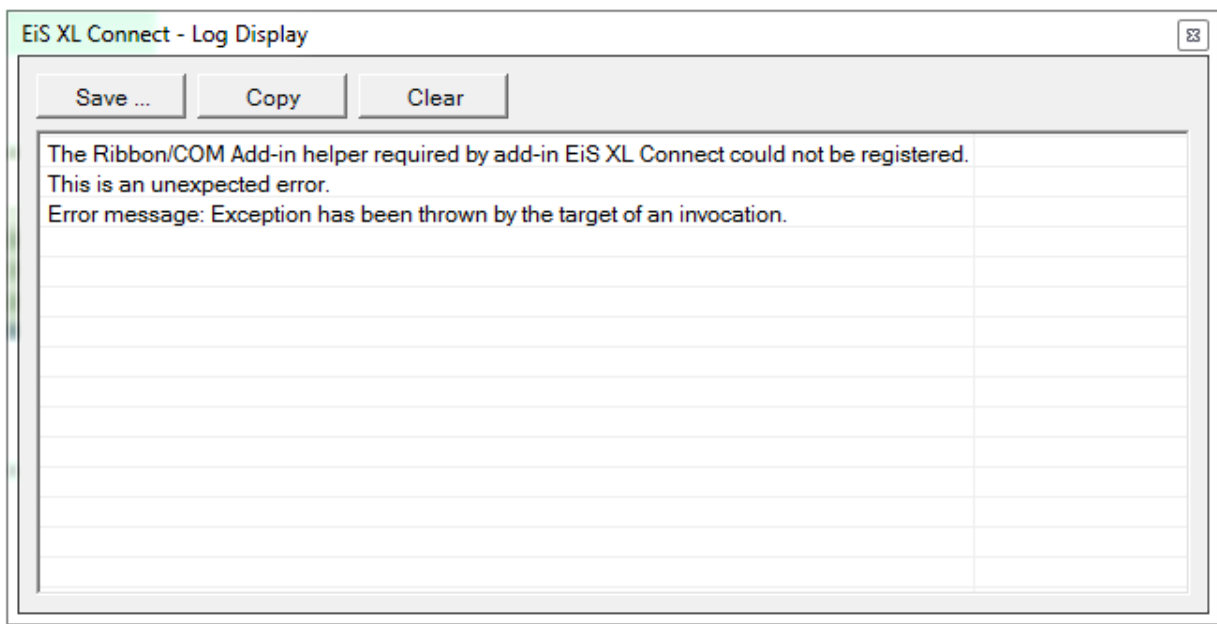 EiS XL Connect - Log Display
Save ... Copy Clear
The Ribbon/COM Add-in helper required by add-in EiS XL Connect could not be registered.
This is an unexpected error.
Error message: Exception has been thrown by the target of an invocation.